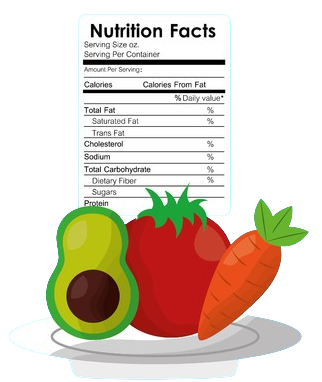 Nutrition Facts
Serving Size oz.
Serving Per Container
Amount Per Serving:
Calories Calories From Fat
% Daily value*
Total Fat %
Saturated Fat %
Trans Fat
Cholesterol %
Sodium %
Total Carbohydrate %
Dietary Fiber %
Sugars
Protein